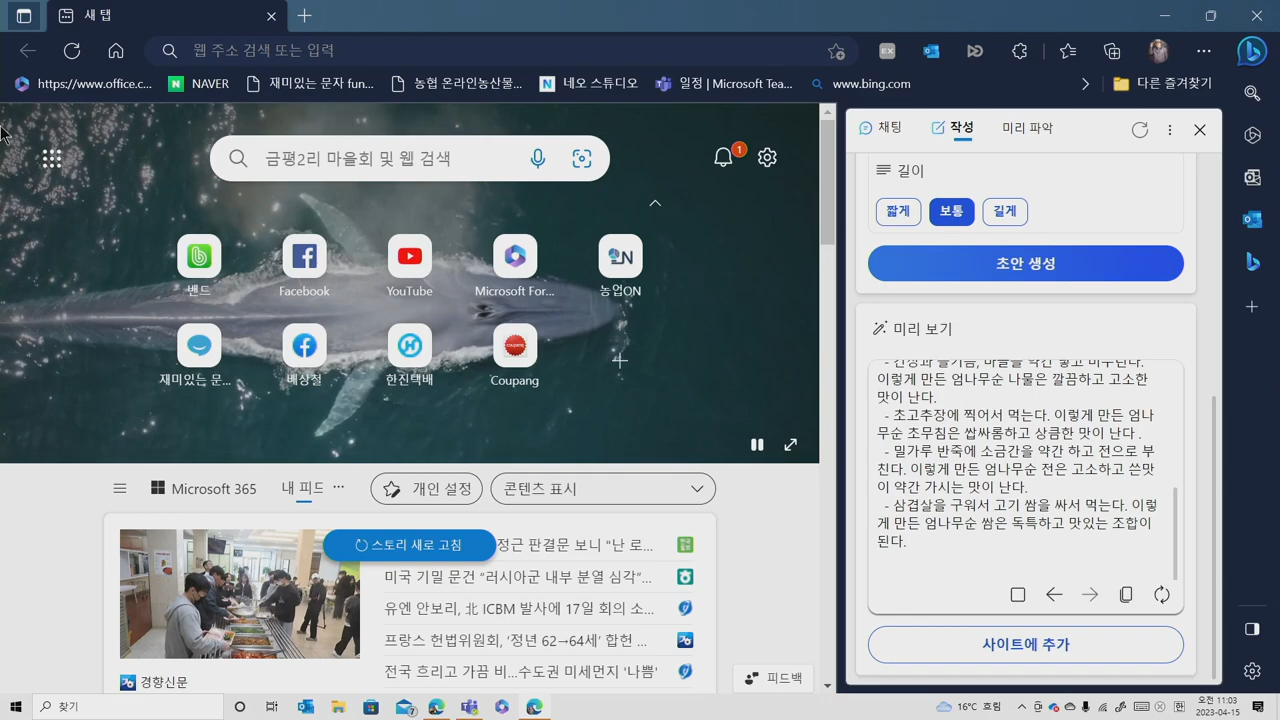 새 탭
웹 주소 검색 또는 입력
https://www.office.c...
NAVER
재미있는 문자 fun...
농협 온라인농산물...
네오 스튜디오
일정 | Microsoft Tea...
www.bing.com
다른 즐겨찾기
금평2리 마을회 및 웹 검색
1
밴드
Facebook
YouTube
Microsoft For...
농업ON
재미있는 문...
배상철
한진택배
Coupang
Microsoft 365
내 피드
개인 설정
콘텐츠 표시
스토리 새로 고침
정근 판결문 보니 "난 로...
미국 기밀 문건 “러시아군 내부 분열 심각”...
유엔 안보리, 北 ICBM 발사에 17일 회의 소...
프랑스 헌법위원회, ‘정년 62→64세’ 합헌 ...
전국 흐리고 가끔 비...수도권 미세먼지 '나쁨'
경향신문
피드백
채팅
작성
미리 파악
길이
짧게
보통
길게
초안 생성
미리 보기
이렇게 만든 엄나무순 나물은 깔끔하고 고소한
맛이 난다.
- 초고추장에 찍어서 먹는다. 이렇게 만든 엄나
무순 초무침은 쌉싸롬하고 상큼한 맛이 난다 .
- 밀가루 반죽에 소금간을 약간 하고 전으로 부
친다. 이렇게 만든 엄나무순 전은 고소하고 쓴맛
이 약간 가시는 맛이 난다.
- 삼겹살을 구워서 고기 쌈을 싸서 먹는다. 이렇
게 만든 엄나무순 쌈은 독특하고 맛있는 조합이
된다.
사이트에 추가
찾기
16°C 흐림
오전 11:03
2023-04-15